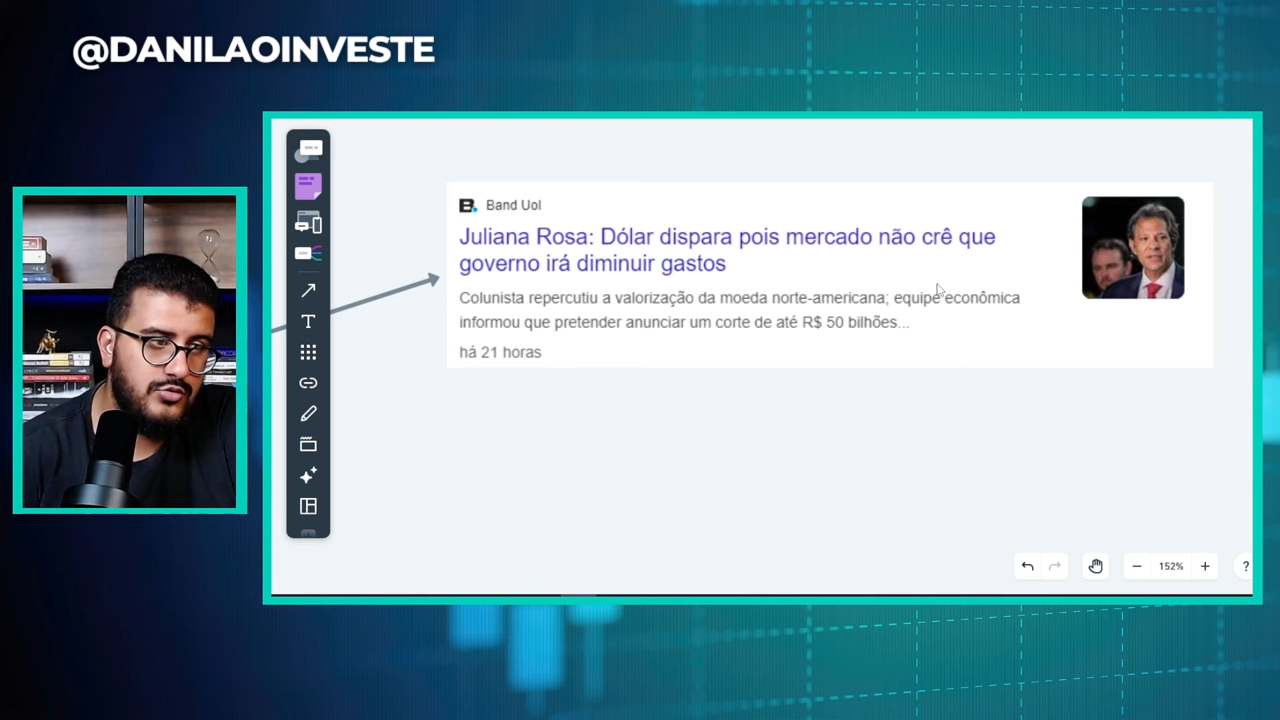 @DANILAOINVESTE
Band Uol
Juliana Rosa: Dólar dispara pois mercado não crê que
governo irá diminuir gastos
Colunista repercutiu a valorização da moeda norte-americana; equipe econômica
informou que pretender anunciar um corte de até R$ 50 bilhões...
há 21 horas
T
152%
?